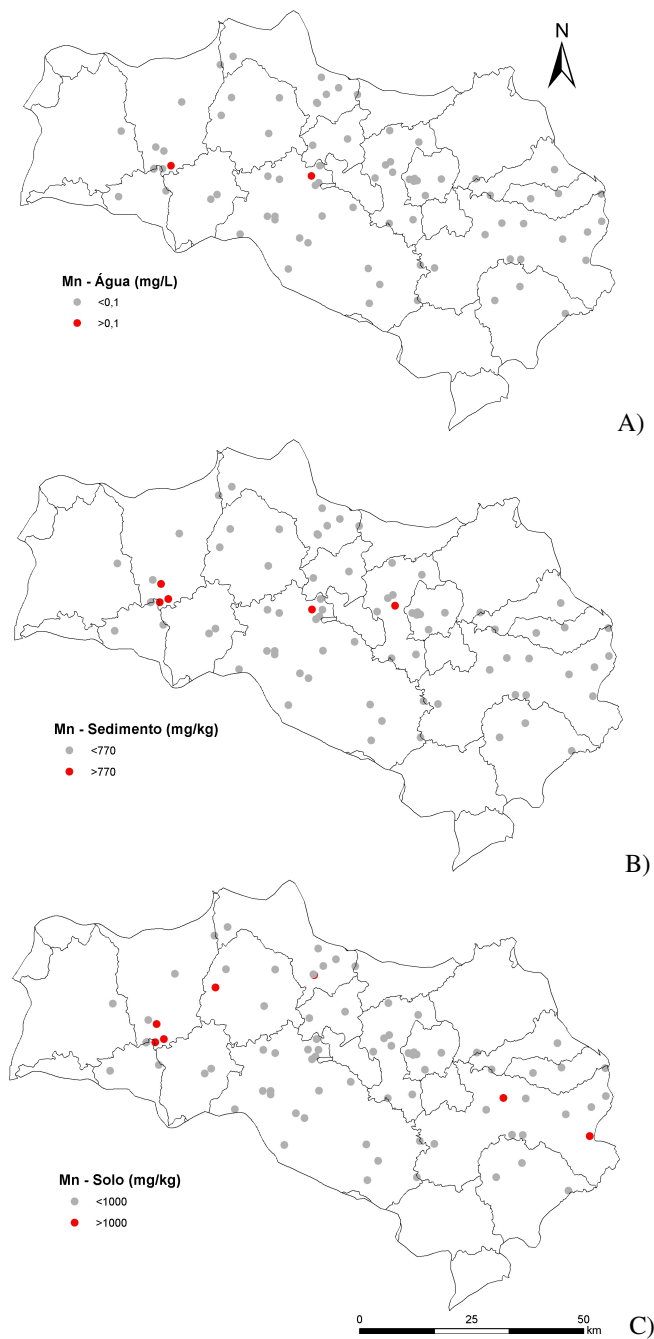 N
Mn - Água (mg/L)
<0,1
>0,1
A)
Mn - Sedimento (mg/kg)
<770
>770
B)
Mn - Solo (mg/kg)
<1000
>1000
0 50
km
C)